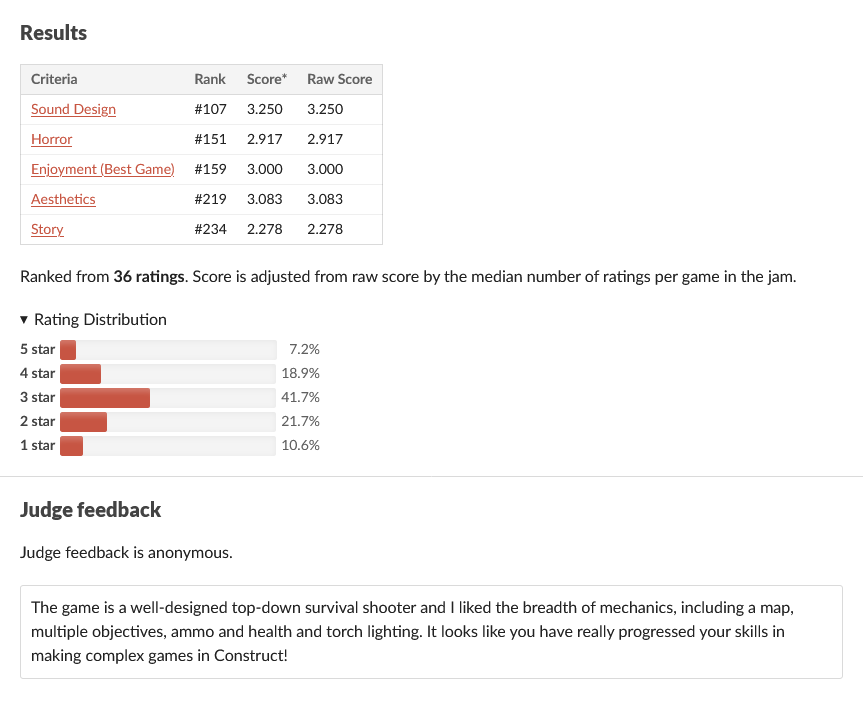 Results
Criteria Rank Score* Raw Score
Sound Design #107 3.250 3.250
Horror #151 2.917 2.917
Enjoyment (Best Game) #159 3.000 3.000
Aesthetics #219 3.083 3.083
Story #234 2.278 2.278
Ranked from 36 ratings. Score is adjusted from raw score by the median number of ratings per game in the jam.
▼ Rating Distribution
5 star 7.2%
4 star 18.9%
3 star 41.7%
2 star 21.7%
1 star 10.6%
Judge feedback
Judge feedback is anonymous.
The game is a well-designed top-down survival shooter and I liked the breadth of mechanics, including a map,
multiple objectives, ammo and health and torch lighting. It looks like you have really progressed your skills in
making complex games in Construct!